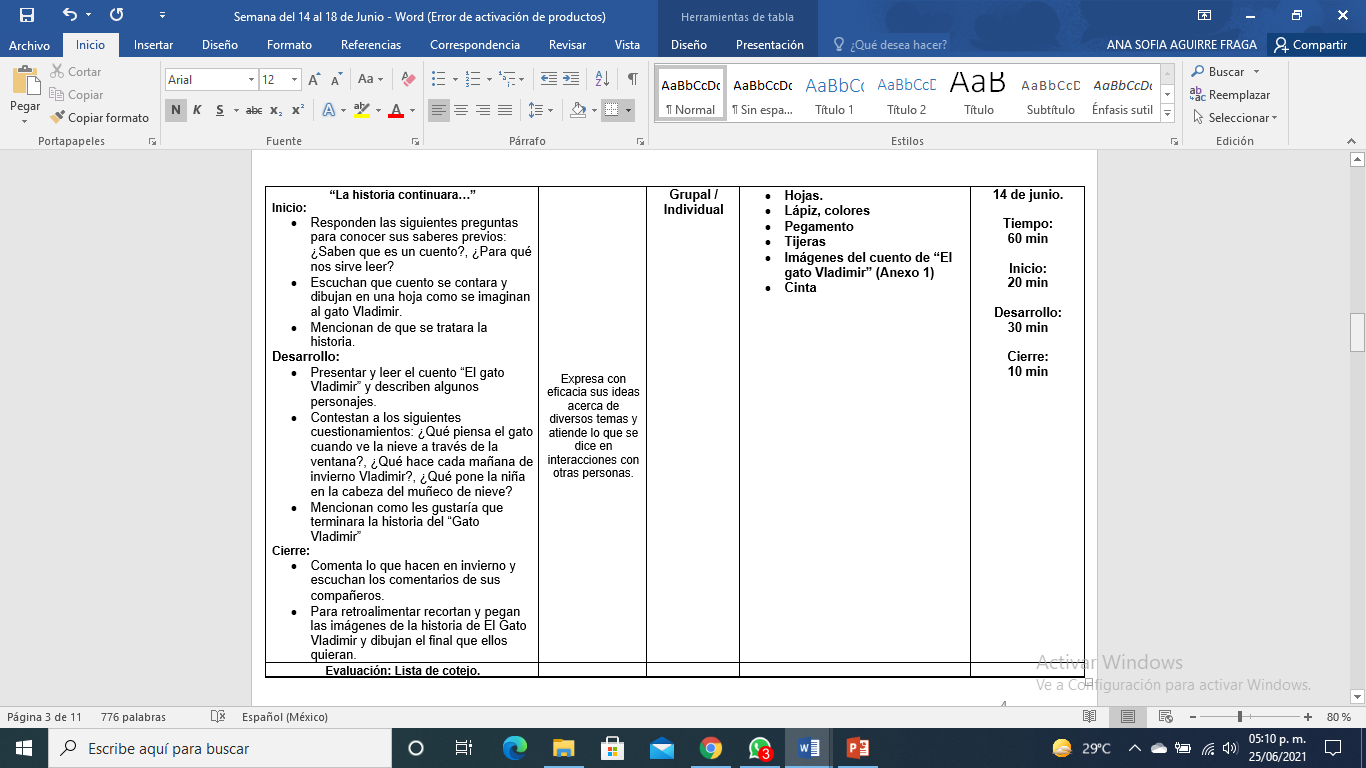 Semana del 14 al 18 de Junio - Word (Error de activación de productos)
Herramientas de tabla
Archivo Inicio Insertar Diseño Formato Referencias Correspondencia Revisar Vista Diseño Presentación ¿Qué desea hacer? ANA SOFIA AGUIRRE FRAGA Compartir
Pegar
Cortar
Copiar
Copiar formato
Portapapeles
Arial 12
N K S abc x₂ x²
Fuente
Párrafo
AaBbCcDc AaBbCcDc AaBbCc AaBbCcD AaB AaBbCcD AaBbCcDc
¶ Normal ¶ Sin espa... Título 1 Título 2 Título Subtítulo Énfasis sutil
Estilos
Buscar
Reemplazar
Seleccionar
Edición
“La historia continuara…”
Inicio:
• Responden las siguientes preguntas
para conocer sus saberes previos:
¿Saben que es un cuento?, ¿Para qué
nos sirve leer?
• Escuchan que cuento se contara y
dibujan en una hoja como se imaginan
al gato Vladimir.
• Mencionan de que se tratara la
historia.
Desarrollo:
• Presentar y leer el cuento “El gato
Vladimir” y describen algunos
personajes.
• Contestan a los siguientes
cuestionamientos: ¿Qué piensa el gato
cuando ve la nieve a través de la
ventana?, ¿Qué hace cada mañana de
invierno Vladimir?, ¿Qué pone la niña
en la cabeza del muñeco de nieve?
• Mencionan como les gustaría que
terminara la historia del “Gato
Vladimir”
Cierre:
• Comenta lo que hacen en invierno y
escuchan los comentarios de sus
compañeros.
• Para retroalimentar recortan y pegan
las imágenes de la historia de El Gato
Vladimir y dibujan el final que ellos
quieran.
Evaluación: Lista de cotejo.
Expresa con
eficacia sus ideas
acerca de
diversos temas y
atiende lo que se
dice en
interacciones con
otras personas.
Grupal /
Individual
• Hojas.
• Lápiz, colores
• Pegamento
• Tijeras
• Imágenes del cuento de “El
gato Vladimir” (Anexo 1)
• Cinta
14 de junio.
Tiempo:
60 min
Inicio:
20 min
Desarrollo:
30 min
Cierre:
10 min
Activar Windows
Ve a Configuración para activar Windows.
Página 3 de 11 776 palabras Español (México) 80 %
Escribe aquí para buscar
3
29°C
05:10 p. m.
25/06/2021